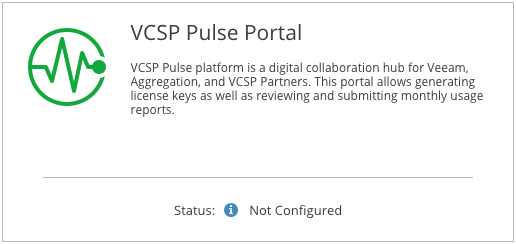 VCSP Pulse Portal
VCSP Pulse platform is a digital collaboration hub for Veeam,
Aggregation, and VCSP Partners. This portal allows generating
license keys as well as reviewing and submitting monthly usage
reports.
Status: i Not Configured